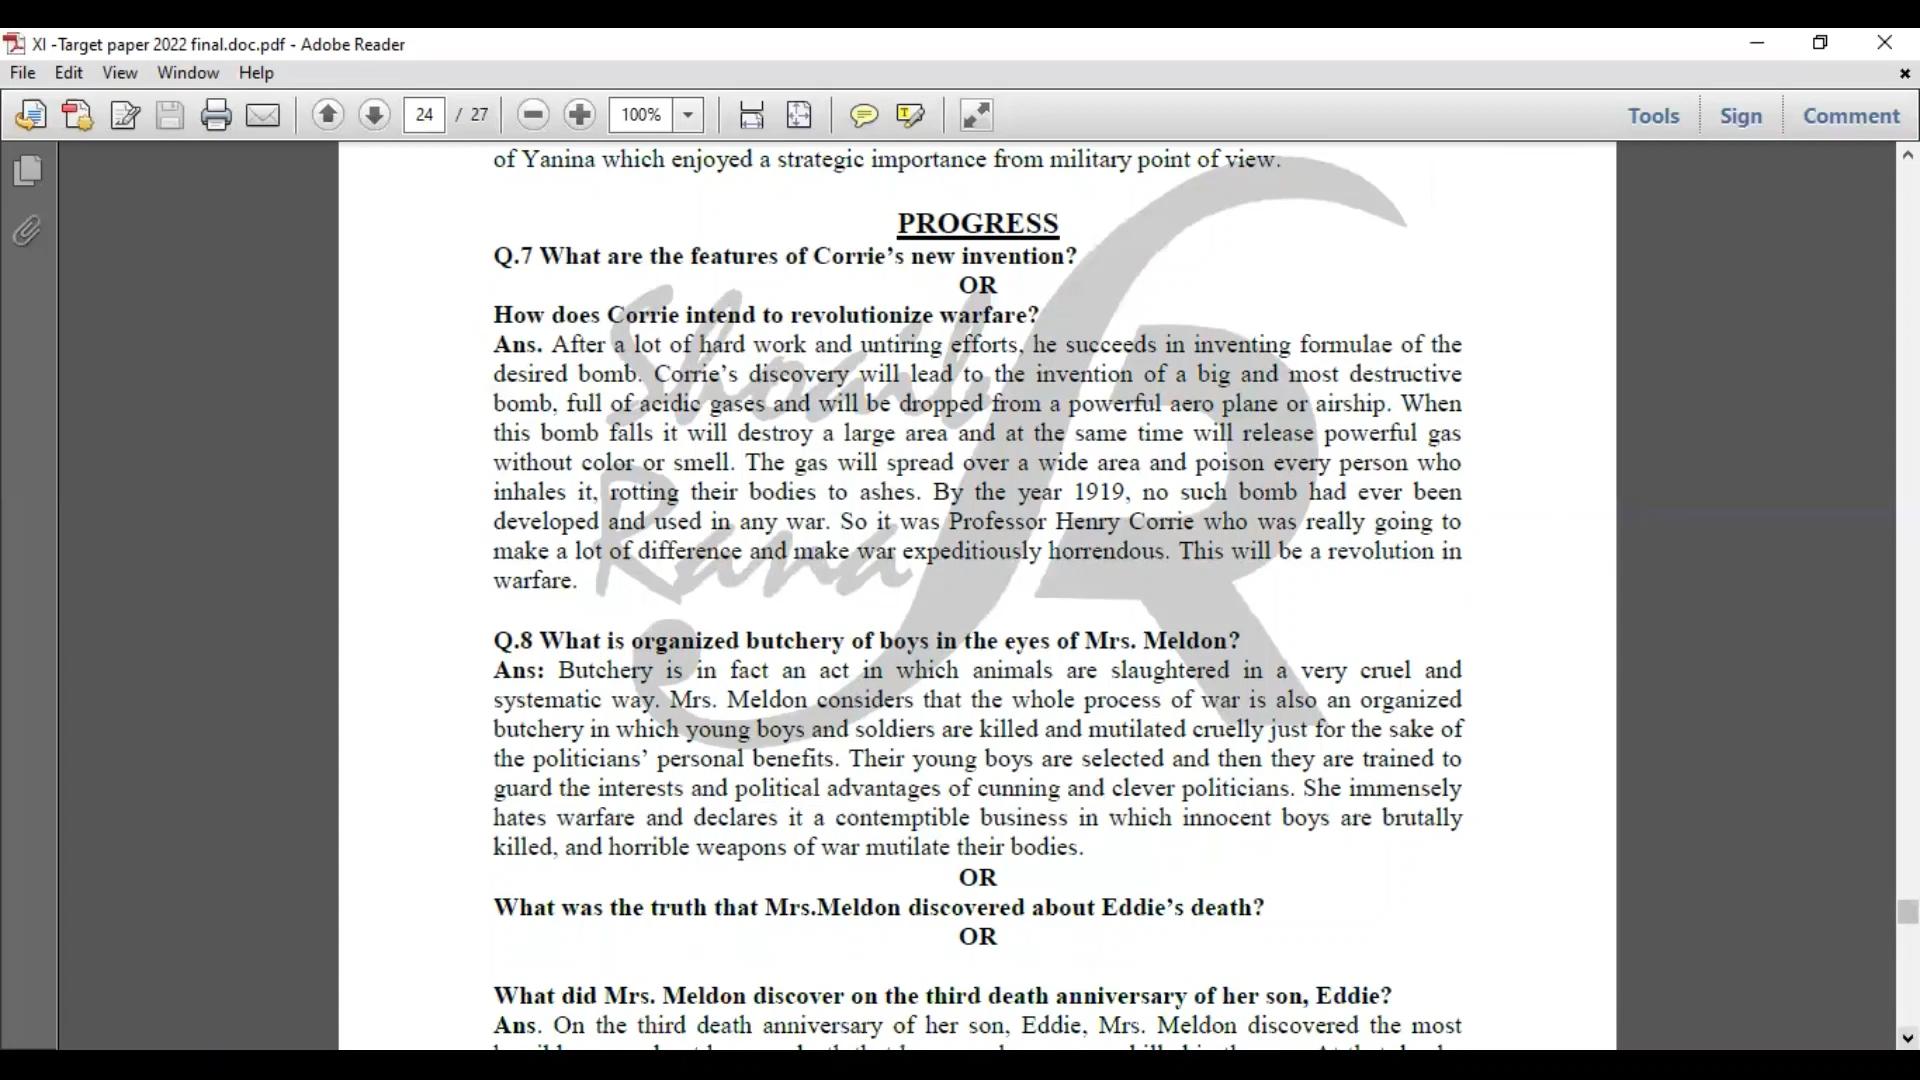 XI -Target paper 2022 final.doc.pdf - Adobe Reader
File Edit View Window Help
24 / 27 100% Tools Sign Comment
of Yanina which enjoyed a strategic importance from military point of view.
PROGRESS
Q.7 What are the features of Corrie’s new invention?
OR
How does Corrie intend to revolutionize warfare?
Ans. After a lot of hard work and untiring efforts, he succeeds in inventing formulae of the
desired bomb. Corrie’s discovery will lead to the invention of a big and most destructive
bomb, full of acidic gases and will be dropped from a powerful aero plane or airship. When
this bomb falls it will destroy a large area and at the same time will release powerful gas
without color or smell. The gas will spread over a wide area and poison every person who
inhales it, rotting their bodies to ashes. By the year 1919, no such bomb had ever been
developed and used in any war. So it was Professor Henry Corrie who was really going to
make a lot of difference and make war expeditiously horrendous. This will be a revolution in
warfare.
Q.8 What is organized butchery of boys in the eyes of Mrs. Meldon?
Ans: Butchery is in fact an act in which animals are slaughtered in a very cruel and
systematic way. Mrs. Meldon considers that the whole process of war is also an organized
butchery in which young boys and soldiers are killed and mutilated cruelly just for the sake of
the politicians’ personal benefits. Their young boys are selected and then they are trained to
guard the interests and political advantages of cunning and clever politicians. She immensely
hates warfare and declares it a contemptible business in which innocent boys are brutally
killed, and horrible weapons of war mutilate their bodies.
OR
What was the truth that Mrs.Meldon discovered about Eddie’s death?
OR
What did Mrs. Meldon discover on the third death anniversary of her son, Eddie?
Ans. On the third death anniversary of her son, Eddie, Mrs. Meldon discovered the most
Shoaib
Rana
R